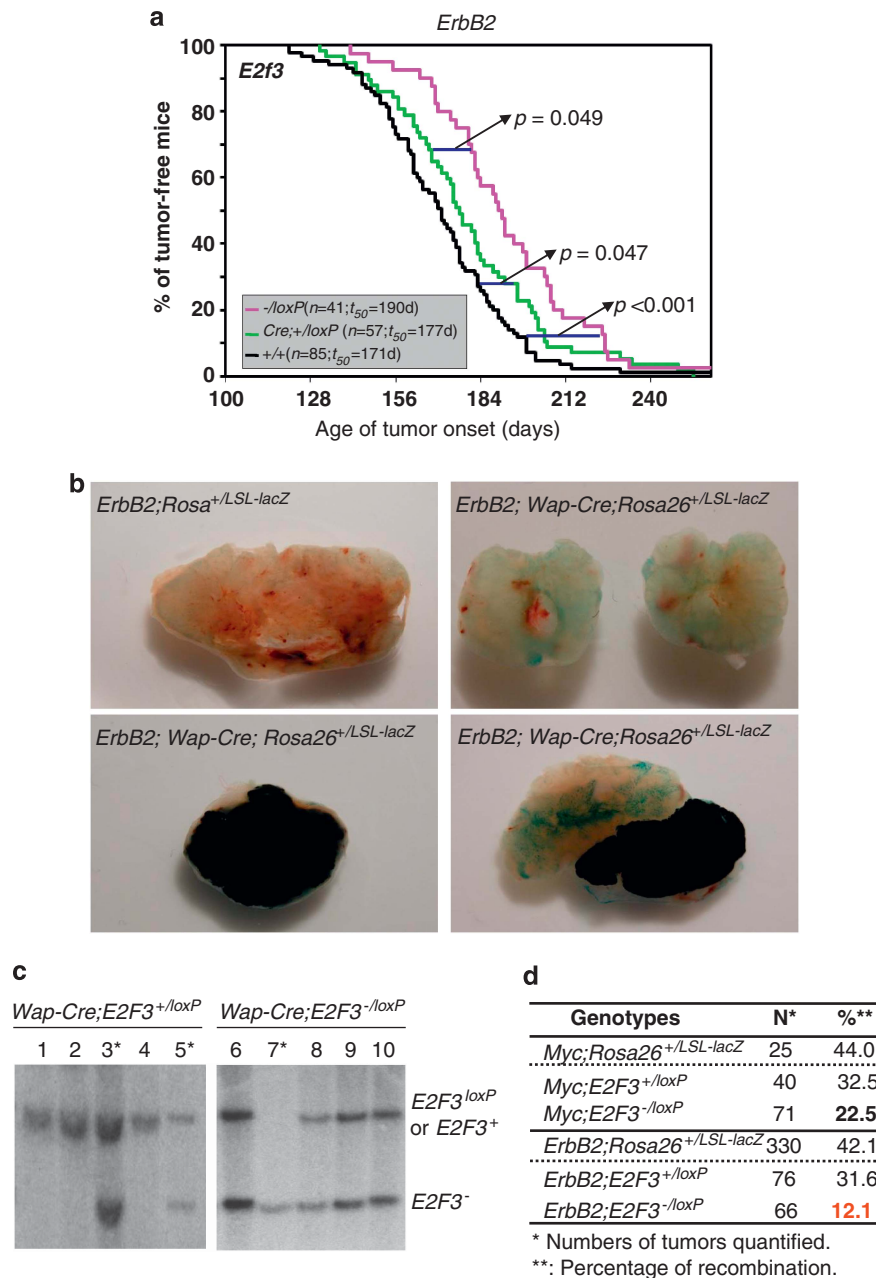 a
ErbB2
E2f3
% of tumor-free mice
100
90
80
70
60
50
40
30
20
10
0
p = 0.049
p = 0.047
p <0.001
-/loxP(n=41;t50=190d)
Cre;+/loxP (n=57;t50=177d)
+/+(n=85;t50=171d)
100 128 156 184 212 240
Age of tumor onset (days)
b
ErbB2;Rosa+/LSL-lacZ
ErbB2; Wap-Cre;Rosa26+/LSL-lacZ
ErbB2; Wap-Cre; Rosa26+/LSL-lacZ
ErbB2; Wap-Cre;Rosa26+/LSL-lacZ
c
Wap-Cre;E2F3+/loxP Wap-Cre;E2F3-/loxP
1 2 3* 4 5* 6 7* 8 9 10
E2F3loxP
or E2F3+
E2F3-
d
Genotypes N* %**
Myc;Rosa26+/LSL-lacZ 25 44.0
Myc;E2F3+/loxP 40 32.5
Myc;E2F3-/loxP 71 22.5
ErbB2;Rosa26+/LSL-lacZ 330 42.1
ErbB2;E2F3+/loxP 76 31.6
ErbB2;E2F3-/loxP 66 12.1
* Numbers of tumors quantified.
**: Percentage of recombination.